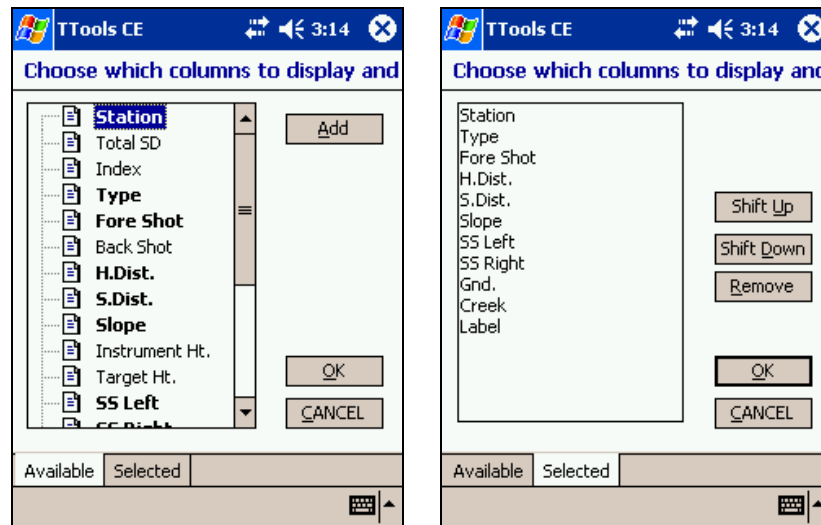 TTools CE 3:14
Choose which columns to display and
Station
Total SD
Index
Type
Fore Shot
Back Shot
H.Dist.
S.Dist.
Slope
Instrument Ht.
Target Ht.
SS Left
SS Right
Add
OK
CANCEL
Available Selected
TTools CE 3:14
Choose which columns to display and
Station
Type
Fore Shot
H.Dist.
S.Dist.
Slope
SS Left
SS Right
Gnd.
Creek
Label
Shift Up
Shift Down
Remove
OK
CANCEL
Available Selected